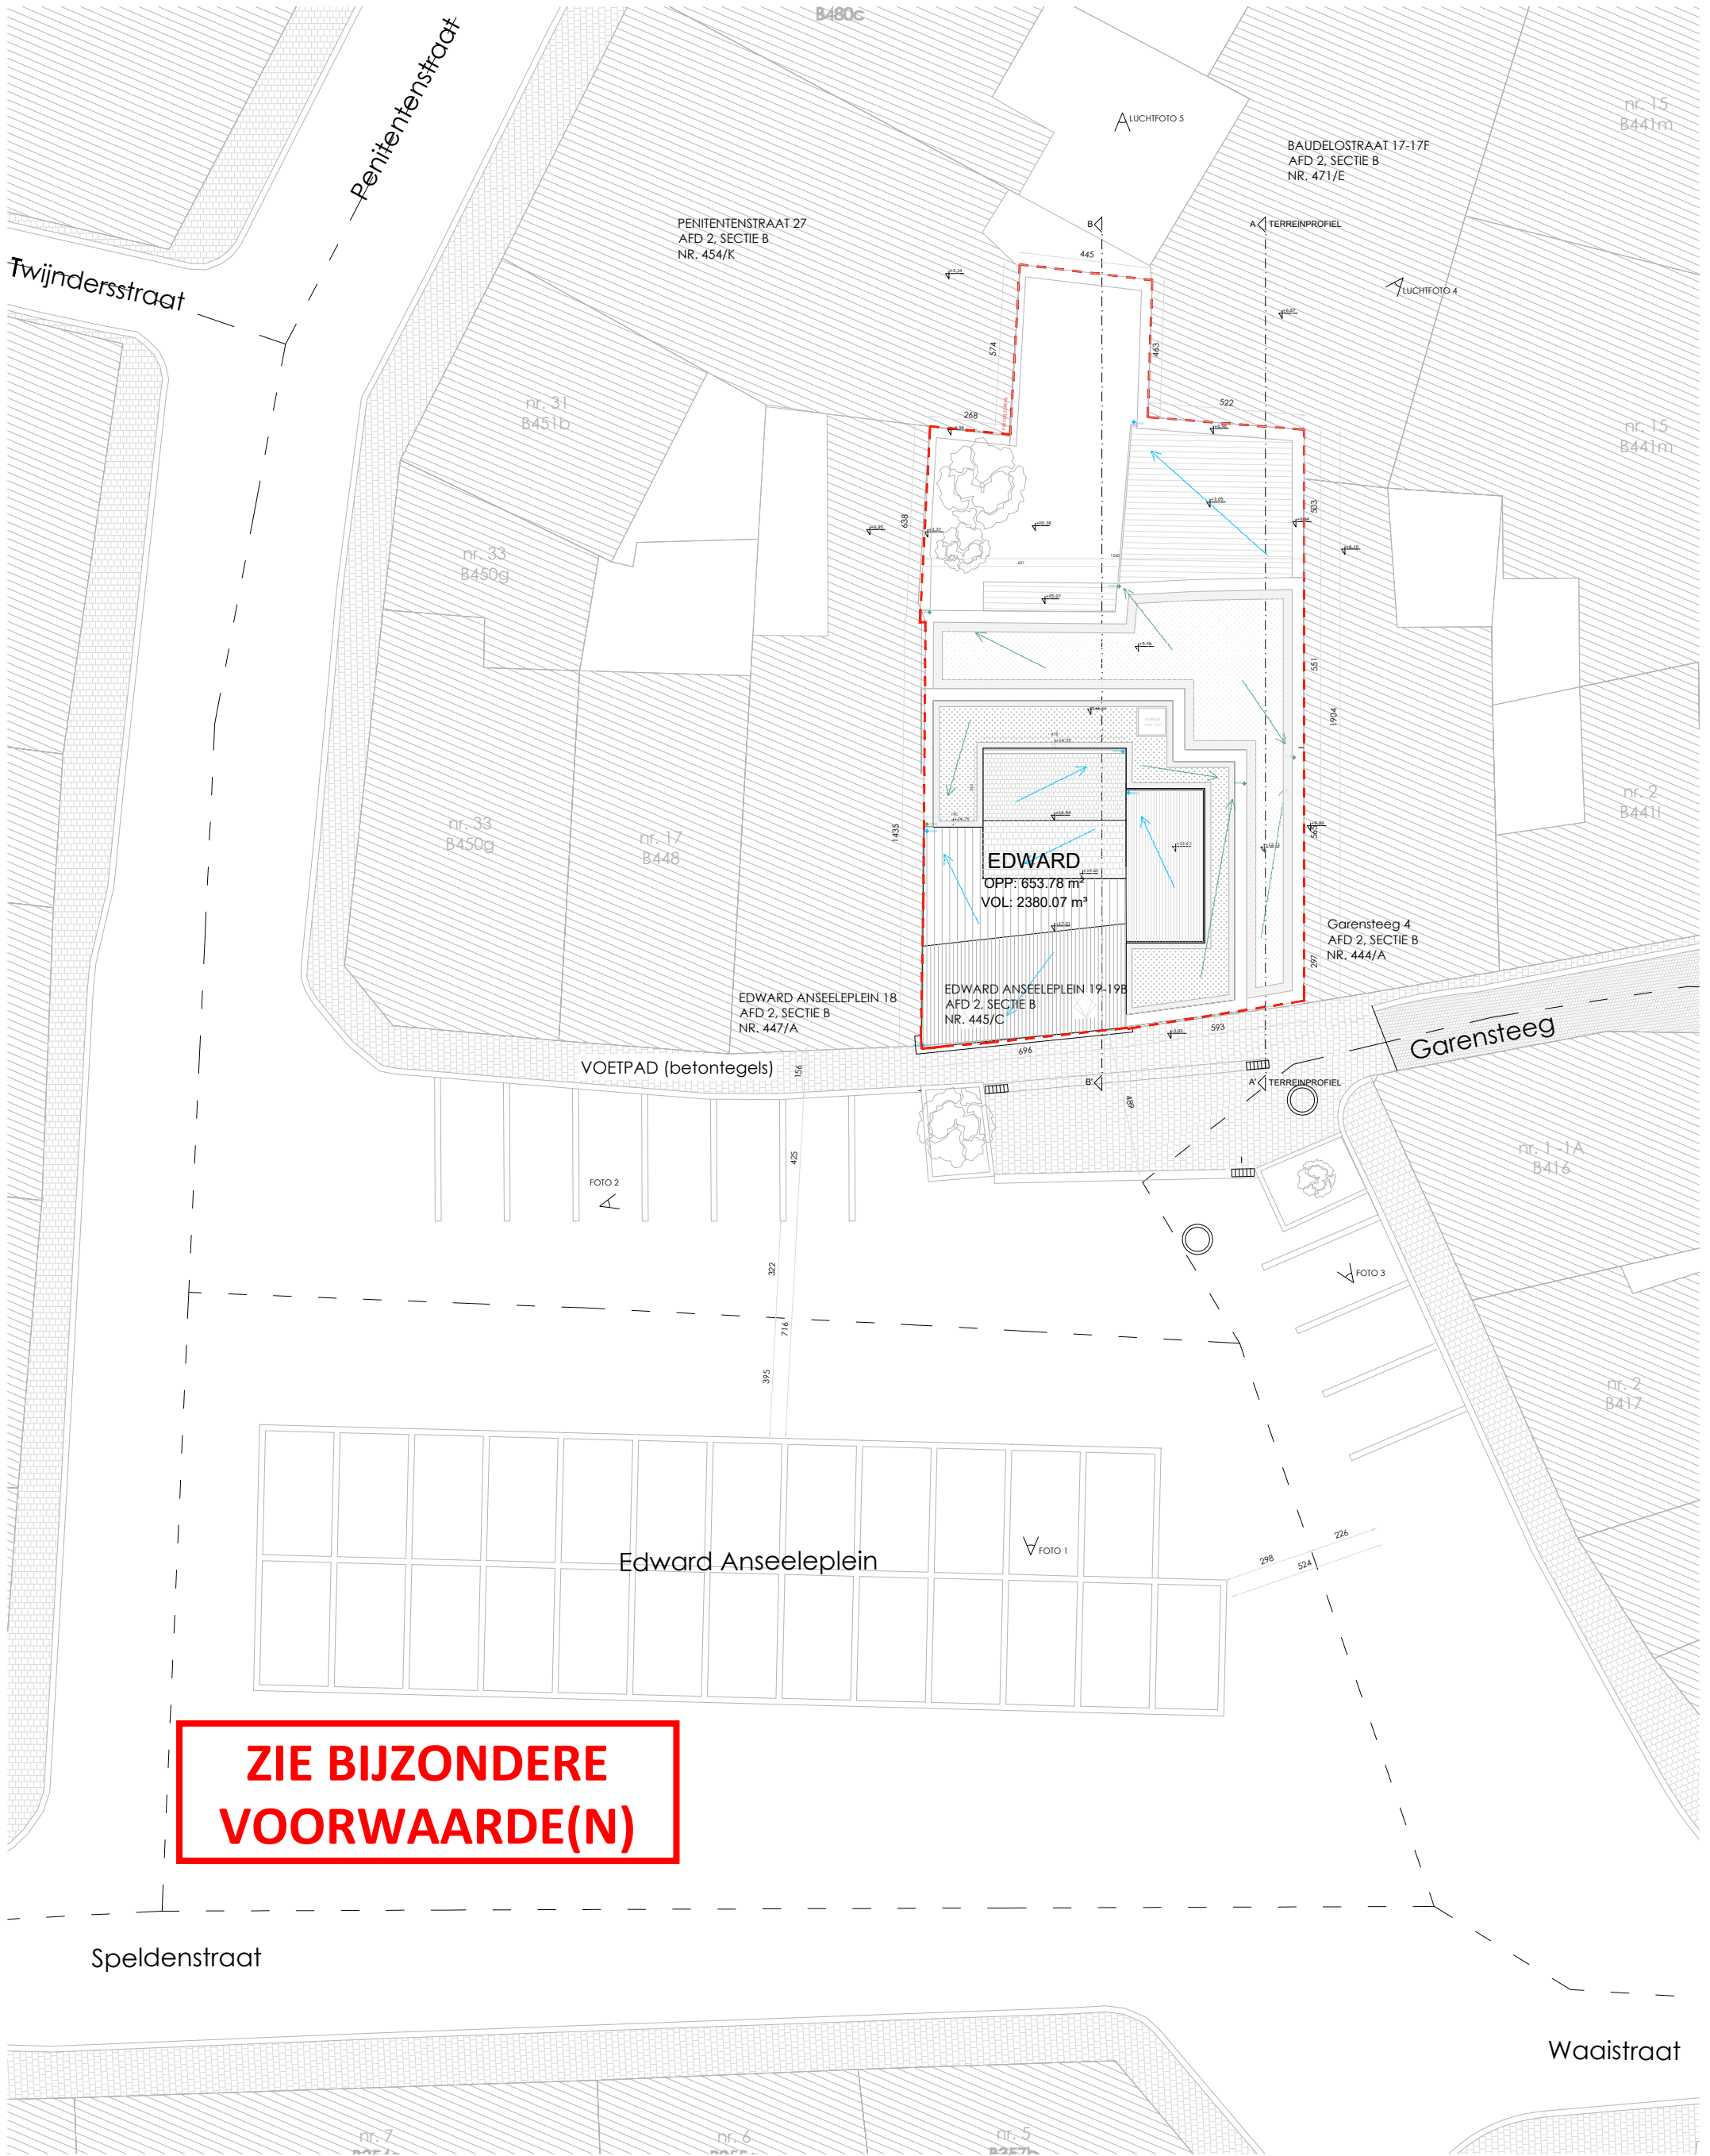 B480c
Penitentenstraat
nr. 15
B441m
LUCHTFOTO 5
BAUDELOSTRAAT 17-17F
AFD 2, SECTIE B
NR. 471/E
PENITENTENSTRAAT 27
AFD 2, SECTIE B
NR. 454/K
B
A
TERREINPROFIEL
445
Twijndersstraat
LUCHTFOTO 4
574
463
nr. 31
B451b
268
522
nr. 15
B441m
638
503
nr. 33
B450g
551
1904
nr. 2
B441l
nr. 33
B450g
nr. 17
B448
1435
565
EDWARD
OPP: 653.78 m²
VOL: 2380.07 m³
Garensteeg 4
AFD 2, SECTIE B
NR. 444/A
297
EDWARD ANSEELEPLEIN 18
AFD 2, SECTIE B
NR. 447/A
EDWARD ANSEELEPLEIN 19-19B
AFD 2, SECTIE B
NR. 445/C
593
696
Garensteeg
VOETPAD (betontegels)
156
B'
A'
TERREINPROFIEL
489
425
nr. 1 -1A
B416
FOTO 2
322
FOTO 3
716
395
nr. 2
B417
226
298
524
FOTO 1
Edward Anseeleplein
ZIE BIJZONDERE
VOORWAARDE(N)
Speldenstraat
Waaistraat
nr. 7
nr. 6
nr. 5